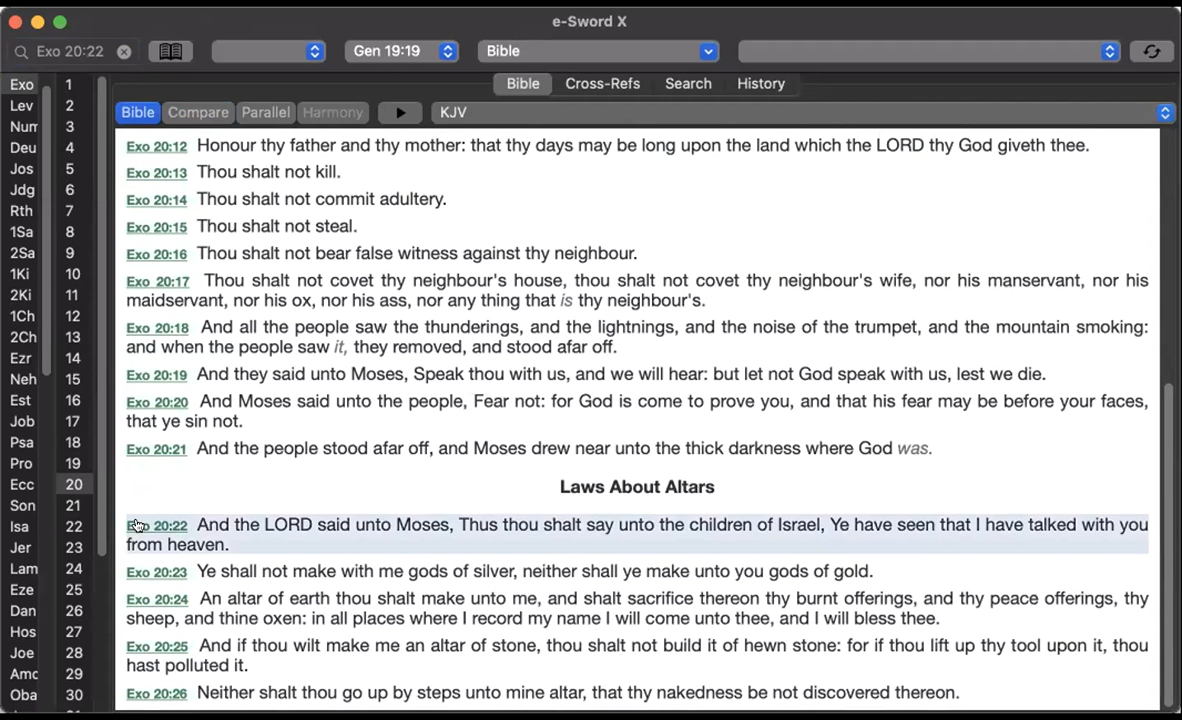 e-Sword X
Exo 20:22
Gen 19:19
Bible
Bible Cross-Refs Search History
Bible Compare Parallel Harmony
KJV
Exo 1
Lev 2
Num 3
Deu 4
Jos 5
Jdg 6
Rth 7
1Sa 8
2Sa 9
1Ki 10
2Ki 11
1Ch 12
2Ch 13
Ezr 14
Neh 15
Est 16
Job 17
Psa 18
Pro 19
Ecc 20
Son 21
Isa 22
Jer 23
Lam 24
Eze 25
Dan 26
Hos 27
Joe 28
Amo 29
Oba 30
Exo 20:12 Honour thy father and thy mother: that thy days may be long upon the land which the LORD thy God giveth thee.
Exo 20:13 Thou shalt not kill.
Exo 20:14 Thou shalt not commit adultery.
Exo 20:15 Thou shalt not steal.
Exo 20:16 Thou shalt not bear false witness against thy neighbour.
Exo 20:17 Thou shalt not covet thy neighbour's house, thou shalt not covet thy neighbour's wife, nor his manservant, nor his
maidservant, nor his ox, nor his ass, nor any thing that is thy neighbour's.
Exo 20:18 And all the people saw the thunderings, and the lightnings, and the noise of the trumpet, and the mountain smoking:
and when the people saw it, they removed, and stood afar off.
Exo 20:19 And they said unto Moses, Speak thou with us, and we will hear: but let not God speak with us, lest we die.
Exo 20:20 And Moses said unto the people, Fear not: for God is come to prove you, and that his fear may be before your faces,
that ye sin not.
Exo 20:21 And the people stood afar off, and Moses drew near unto the thick darkness where God was.
Laws About Altars
Exo 20:22 And the LORD said unto Moses, Thus thou shalt say unto the children of Israel, Ye have seen that I have talked with you
from heaven.
Exo 20:23 Ye shall not make with me gods of silver, neither shall ye make unto you gods of gold.
Exo 20:24 An altar of earth thou shalt make unto me, and shalt sacrifice thereon thy burnt offerings, and thy peace offerings, thy
sheep, and thine oxen: in all places where I record my name I will come unto thee, and I will bless thee.
Exo 20:25 And if thou wilt make me an altar of stone, thou shalt not build it of hewn stone: for if thou lift up thy tool upon it, thou
hast polluted it.
Exo 20:26 Neither shalt thou go up by steps unto mine altar, that thy nakedness be not discovered thereon.